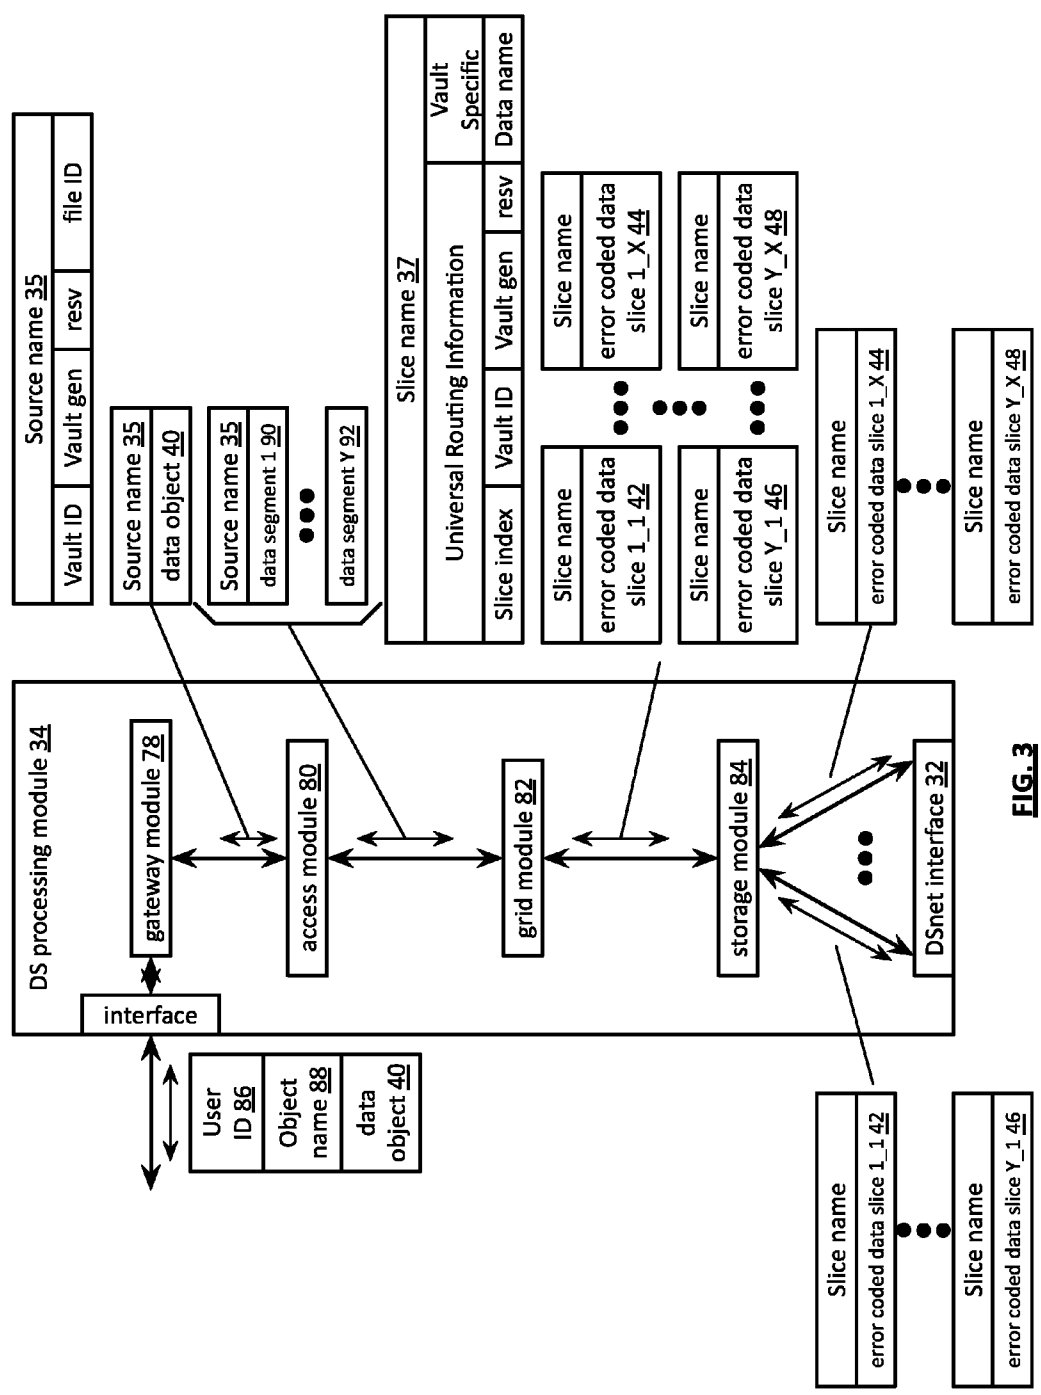 DS processing module 34
interface
gateway module 78
access module 80
grid module 82
storage module 84
DSnet interface 32
User
ID 86
Object
name 88
data
object 40
Source name 35
Vault ID
Vault gen
resv
file ID
Source name 35
data object 40
Source name 35
data segment 1 90
data segment Y 92
Slice name 37
Universal Routing Information
Vault
Specific
Slice index
Vault ID
Vault gen
resv
Data name
Slice name
error coded data
slice 1_1 42
Slice name
error coded data
slice 1_X 44
Slice name
error coded data
slice Y_1 46
Slice name
error coded data
slice Y_X 48
Slice name
error coded data slice 1_1 42
Slice name
error coded data slice Y_1 46
Slice name
error coded data slice 1_X 44
Slice name
error coded data slice Y_X 48
FIG. 3